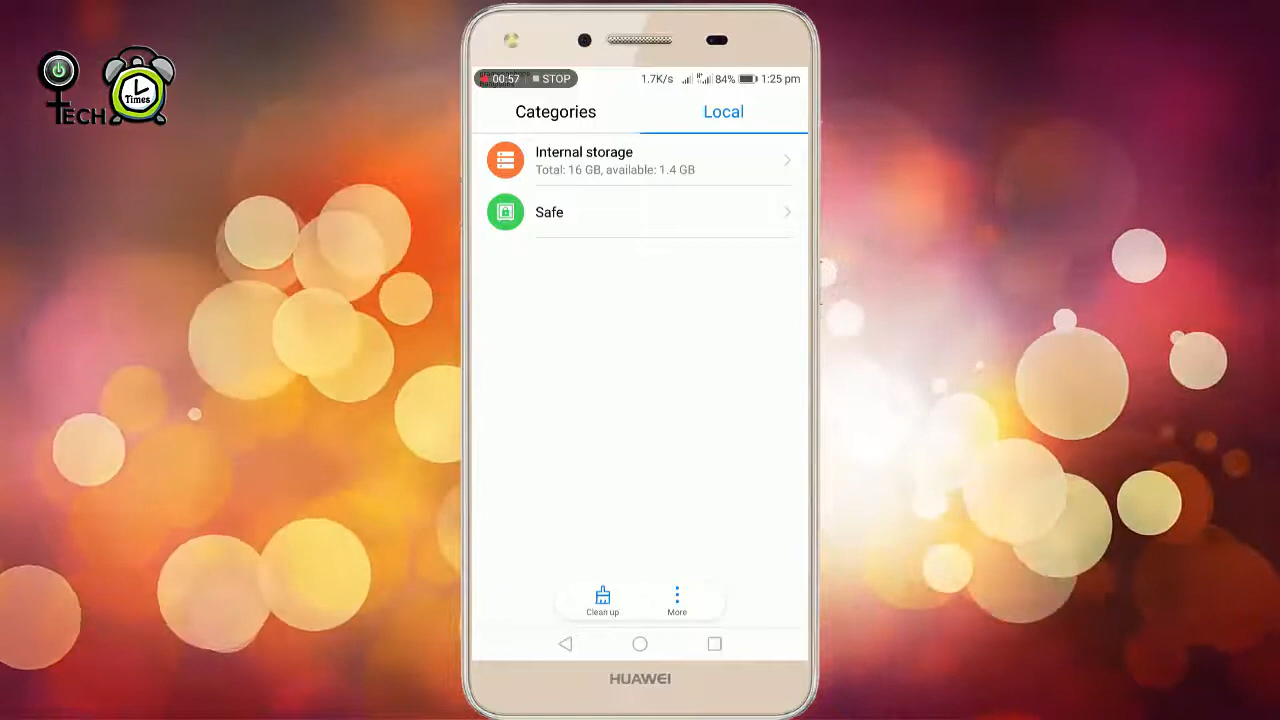 TECH
Times
00:57 STOP
1.7K/s 84% 1:25 pm
Categories Local
Internal storage
Total: 16 GB, available: 1.4 GB
Safe
Clean up More
HUAWEI